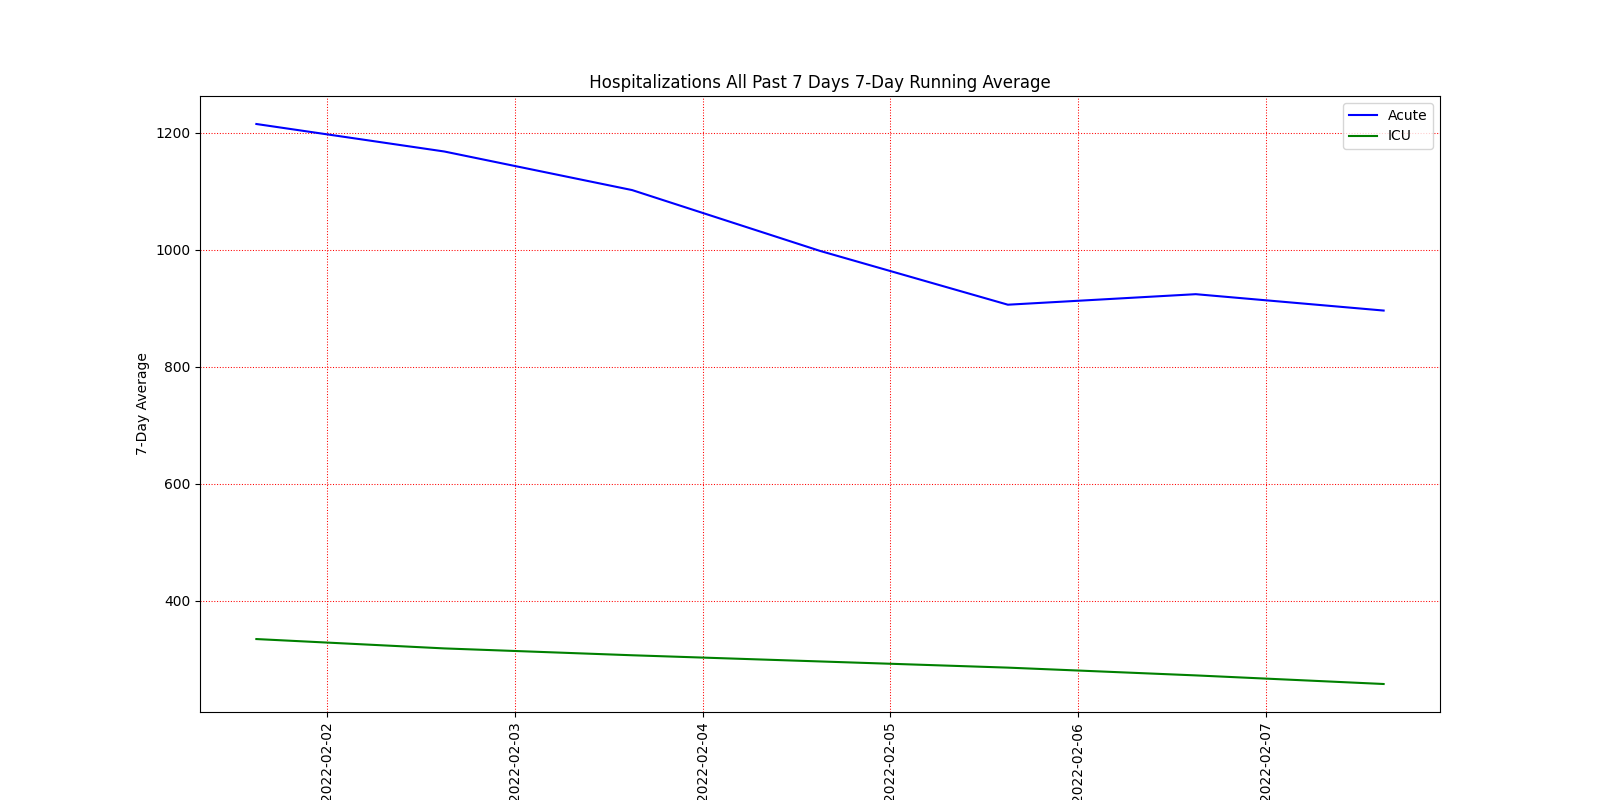 Hospitalizations All Past 7 Days 7-Day Running Average
Acute
ICU
1200
1000
800
600
400
7-Day Average
2022-02-02
2022-02-03
2022-02-04
2022-02-05
2022-02-06
2022-02-07